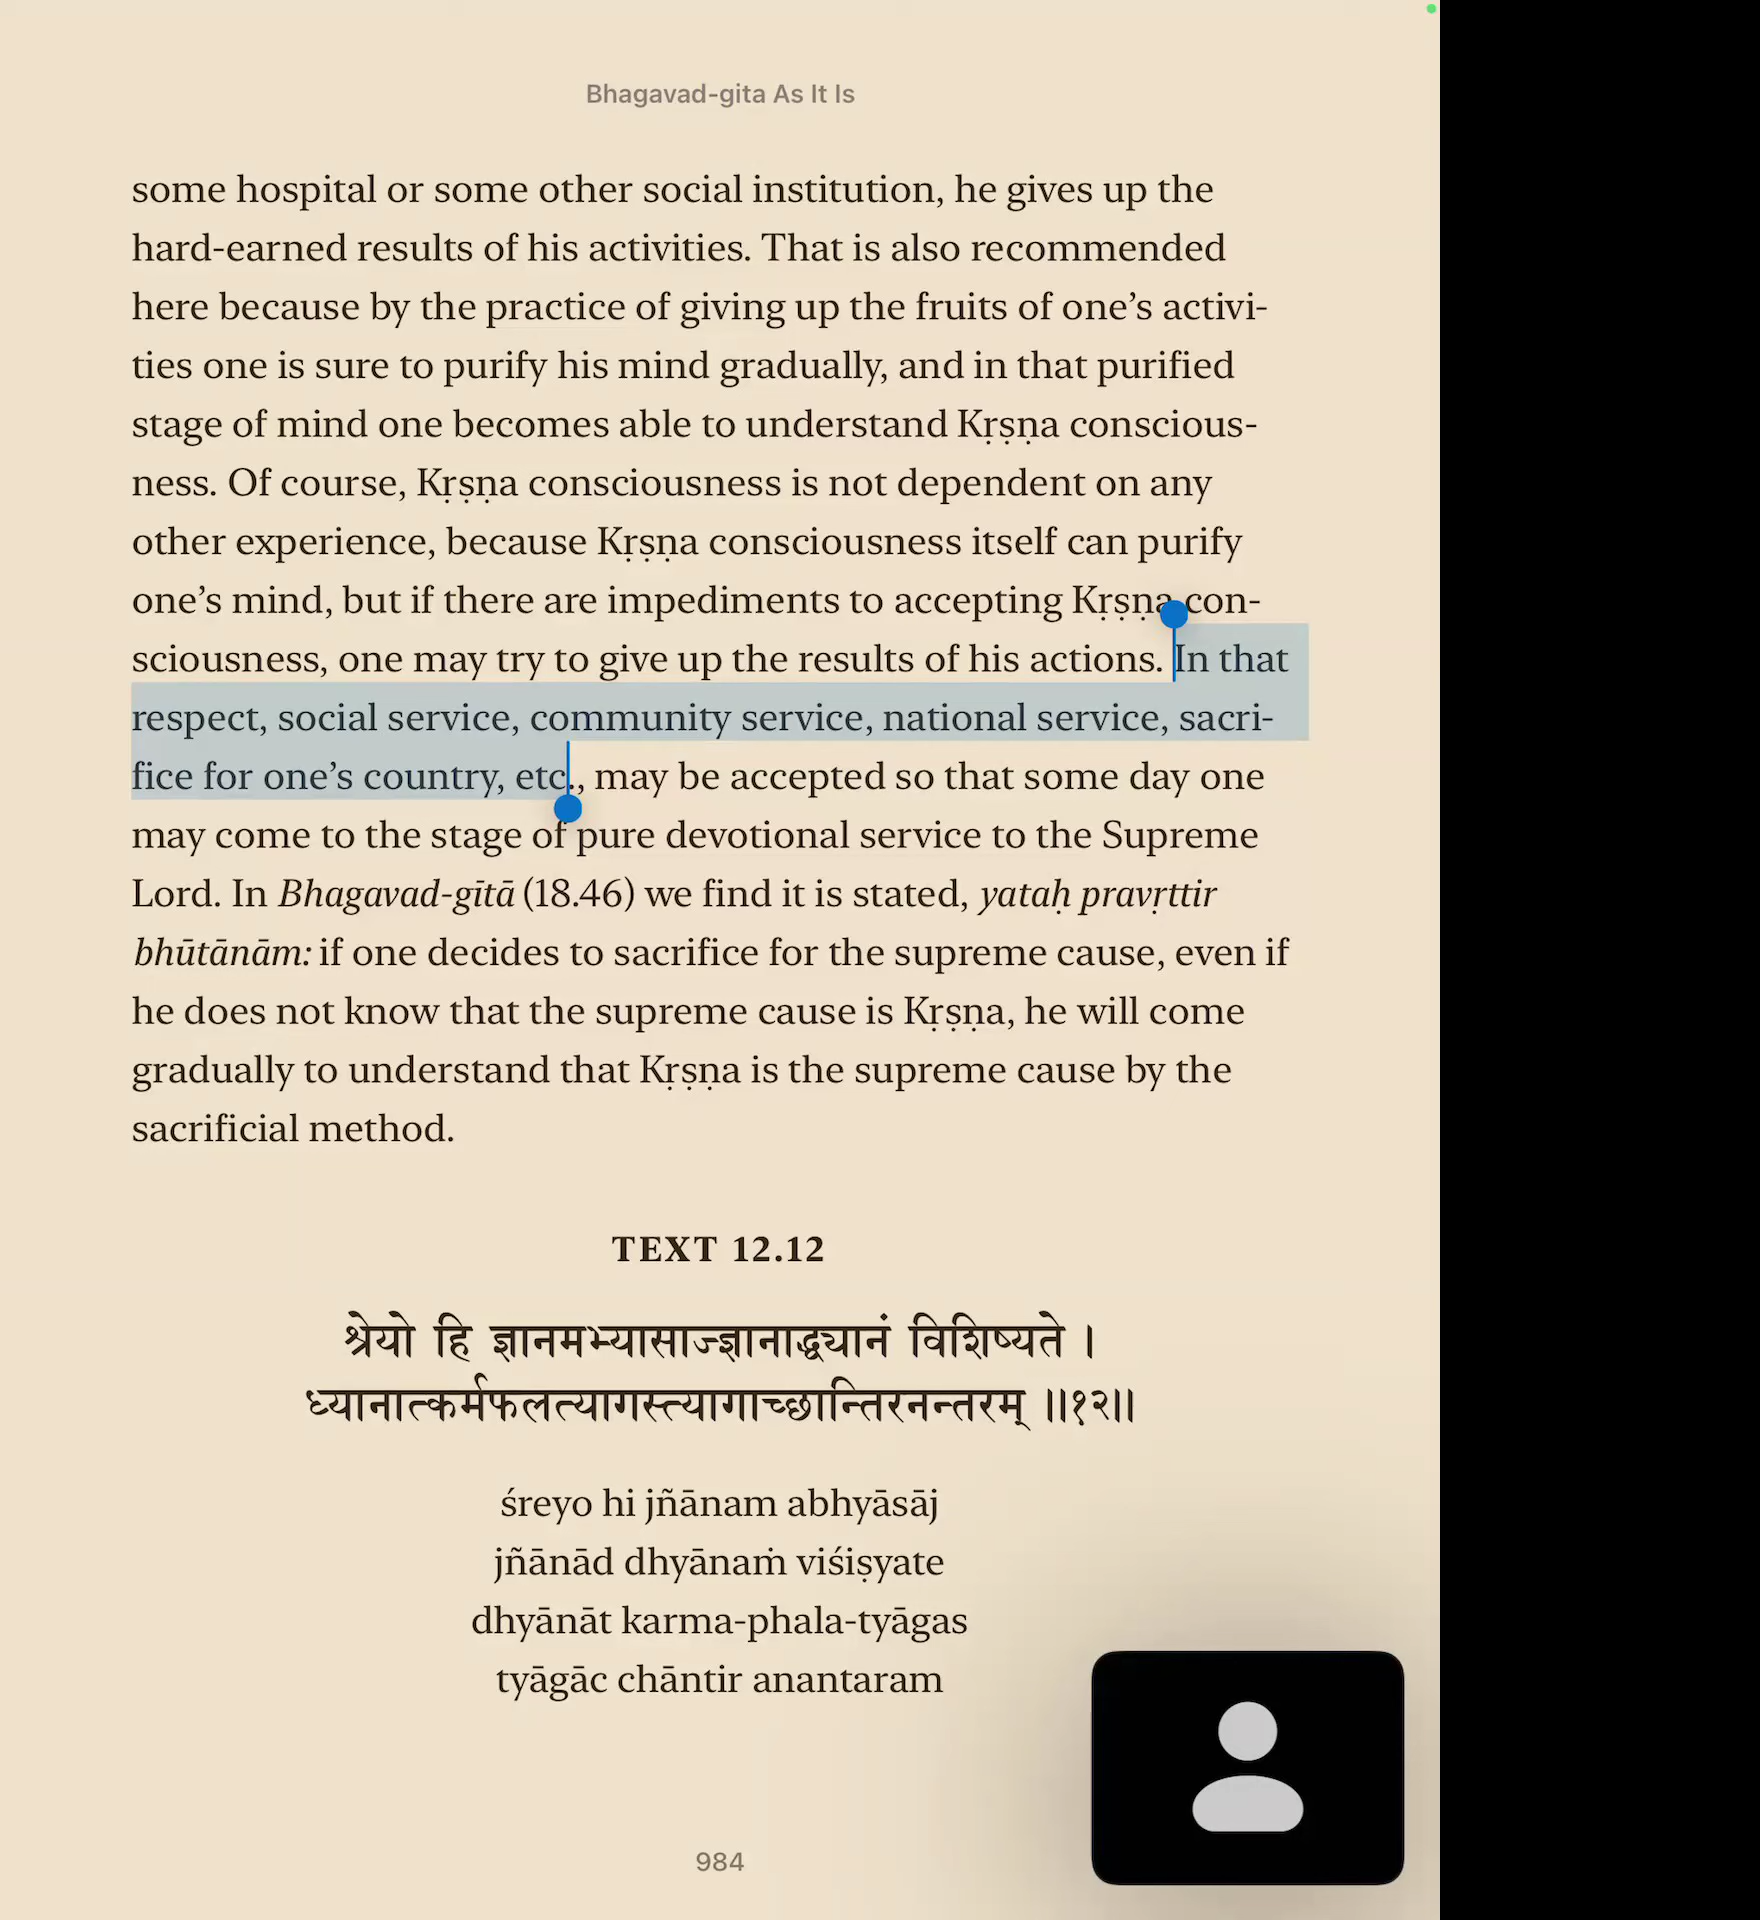 Bhagavad-gita As It Is
some hospital or some other social institution, he gives up the
hard-earned results of his activities. That is also recommended
here because by the practice of giving up the fruits of one’s activi-
ties one is sure to purify his mind gradually, and in that purified
stage of mind one becomes able to understand Kṛṣṇa conscious-
ness. Of course, Kṛṣṇa consciousness is not dependent on any
other experience, because Kṛṣṇa consciousness itself can purify
one’s mind, but if there are impediments to accepting Kṛṣṇa con-
sciousness, one may try to give up the results of his actions. In that
respect, social service, community service, national service, sacri-
fice for one’s country, etc., may be accepted so that some day one
may come to the stage of pure devotional service to the Supreme
Lord. In Bhagavad-gītā (18.46) we find it is stated, yataḥ pravṛttir
bhūtānām: if one decides to sacrifice for the supreme cause, even if
he does not know that the supreme cause is Kṛṣṇa, he will come
gradually to understand that Kṛṣṇa is the supreme cause by the
sacrificial method.
TEXT 12.12
श्रेयो हि ज्ञानमभ्यासाज्ज्ञानाद्ध्यानं विशिष्यते ।
ध्यानात्कर्मफलत्यागस्त्यागाच्छान्तिरनन्तरम् ॥१२॥
śreyo hi jñānam abhyāsāj
jñānād dhyānaṁ viśiṣyate
dhyānāt karma-phala-tyāgas
tyāgāc chāntir anantaram
984